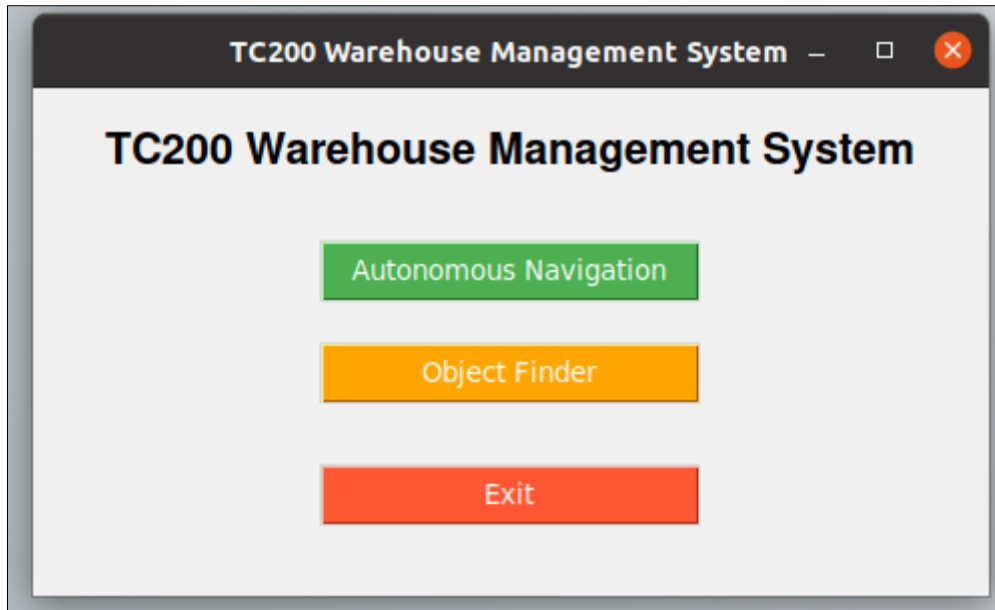 TC200 Warehouse Management System
TC200 Warehouse Management System
Autonomous Navigation
Object Finder
Exit